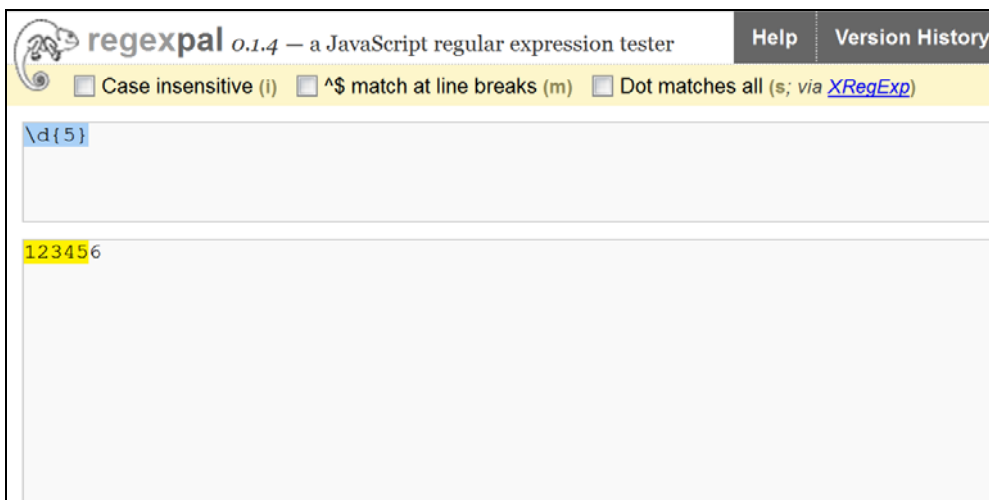 regexpal 0.1.4 — a JavaScript regular expression tester Help Version History
Case insensitive (i) ^$ match at line breaks (m) Dot matches all (s; via XRegExp)
\d{5}
123456